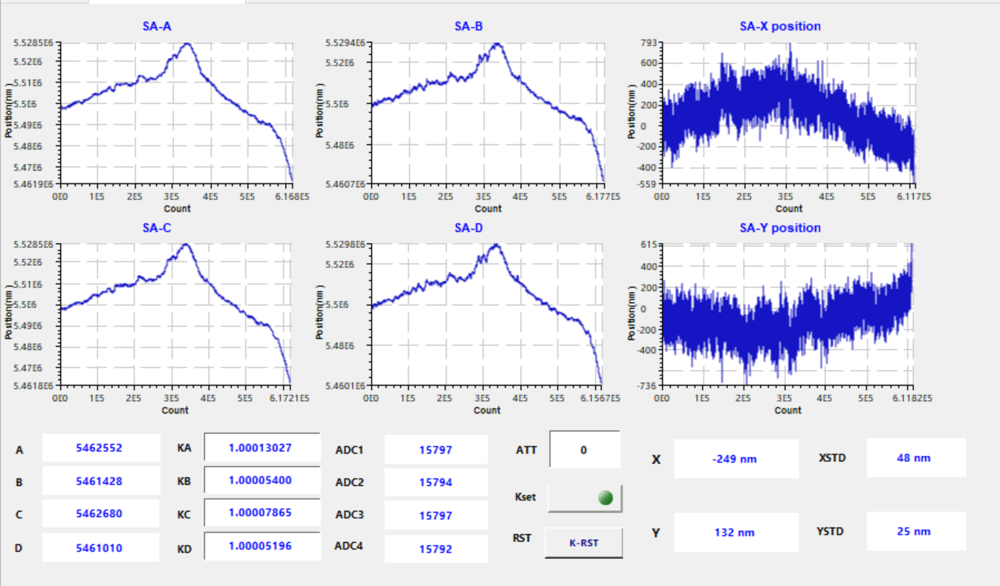 SA-A
5.5285E6
5.52E6
5.51E6
5.5E6
5.49E6
5.48E6
5.47E6
5.4619E6
Position(nm)
0E0 1E5 2E5 3E5 4E5 5E5 6.168E5
Count
SA-B
5.5294E6
5.52E6
5.5E6
5.48E6
5.4607E6
Position(nm)
0E0 1E5 2E5 3E5 4E5 5E5 6.177E5
Count
SA-X position
793
600
400
200
0
-200
-400
-559
Position(nm)
0E0 1E5 2E5 3E5 4E5 5E5 6.117E5
Count
SA-C
5.5285E6
5.52E6
5.51E6
5.5E6
5.49E6
5.48E6
5.47E6
5.4618E6
Position(nm)
0E0 1E5 2E5 3E5 4E5 5E5 6.1721E5
Count
SA-D
5.5298E6
5.52E6
5.5E6
5.48E6
5.4601E6
Position(nm)
0E0 1E5 2E5 3E5 4E5 5E5 6.1567E5
Count
SA-Y position
615
400
200
0
-200
-400
-736
Position(nm)
0E0 1E5 2E5 3E5 4E5 5E5 6.1182E5
Count
A 5462552 KA 1.00013027 ADC1 15797 ATT 0 X -249 nm XSTD 48 nm
B 5461428 KB 1.00005400 ADC2 15794 Kset
C 5462680 KC 1.00007865 ADC3 15797
D 5461010 KD 1.00005196 ADC4 15792 RST K-RST Y 132 nm YSTD 25 nm